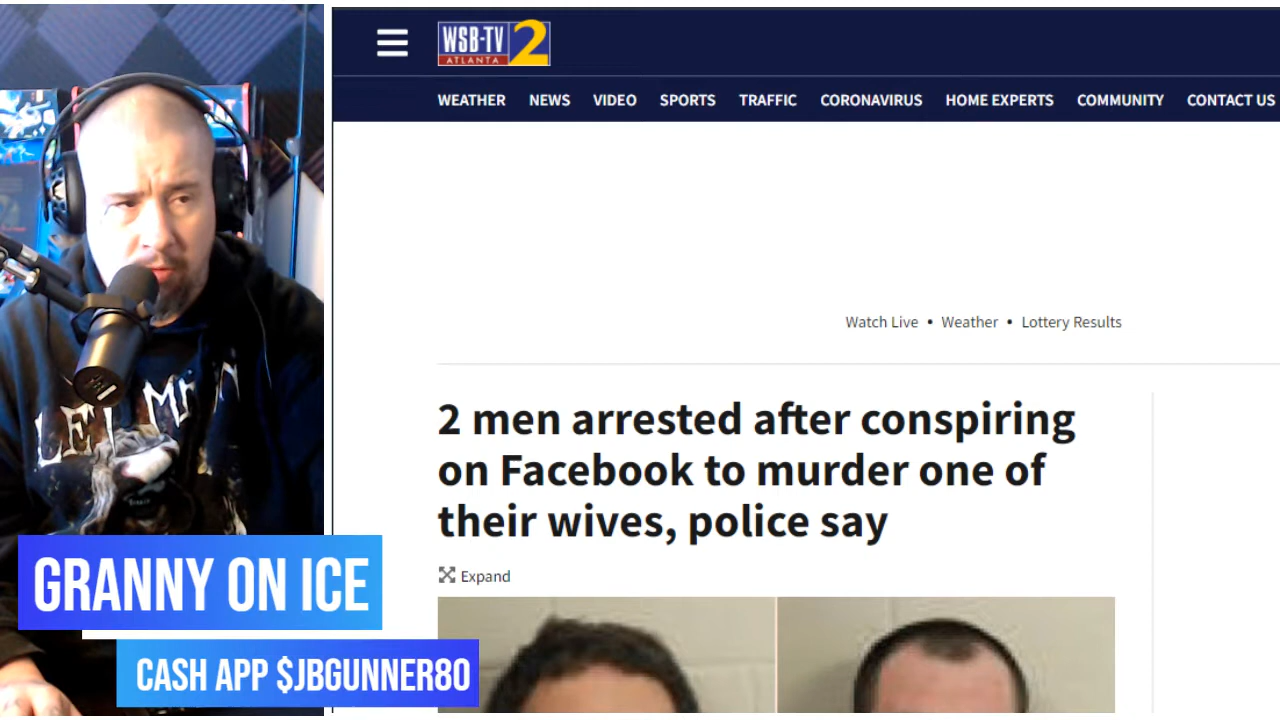 WSB-TV 2
ATLANTA
WEATHER NEWS VIDEO SPORTS TRAFFIC CORONAVIRUS HOME EXPERTS COMMUNITY CONTACT US
Watch Live • Weather • Lottery Results
2 men arrested after conspiring
on Facebook to murder one of
their wives, police say
Expand
GRANNY ON ICE
CASH APP $JBGUNNER80